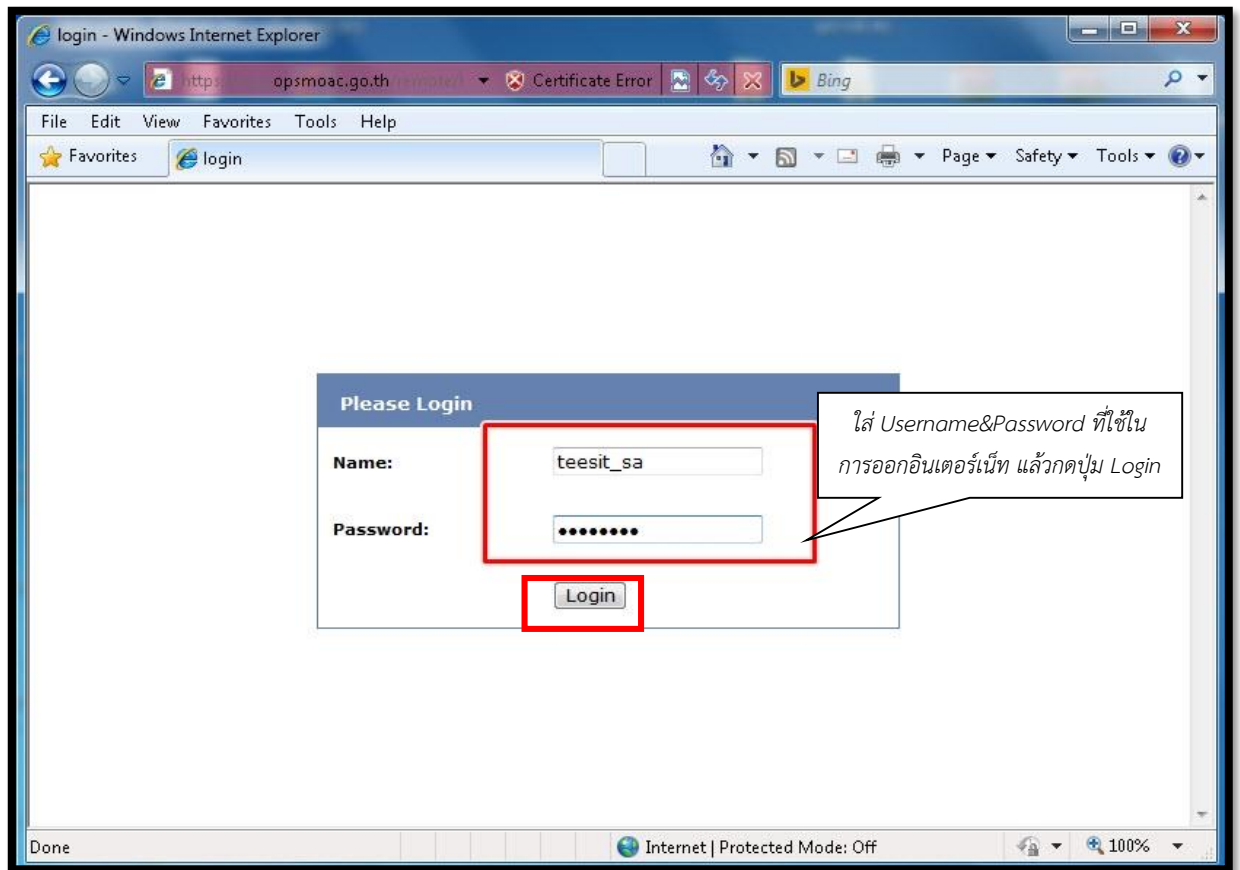 login - Windows Internet Explorer
https opsmoac.go.th Certificate Error Bing
File Edit View Favorites Tools Help
Favorites login Page Safety Tools
Please Login
Name: teesit_sa
Password: ••••••••
Login
ใส่ Username&Password ที่ใช้ใน
การออกอินเตอร์เน็ท แล้วกดปุ่ม Login
Done Internet | Protected Mode: Off 100%